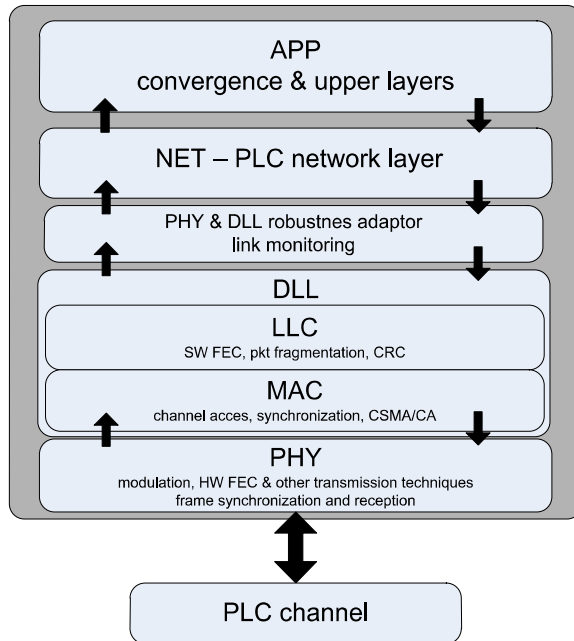 APP
convergence & upper layers
NET – PLC network layer
PHY & DLL robustnes adaptor
link monitoring
DLL
LLC
SW FEC, pkt fragmentation, CRC
MAC
channel acces, synchronization, CSMA/CA
PHY
modulation, HW FEC & other transmission techniques
frame synchronization and reception
PLC channel